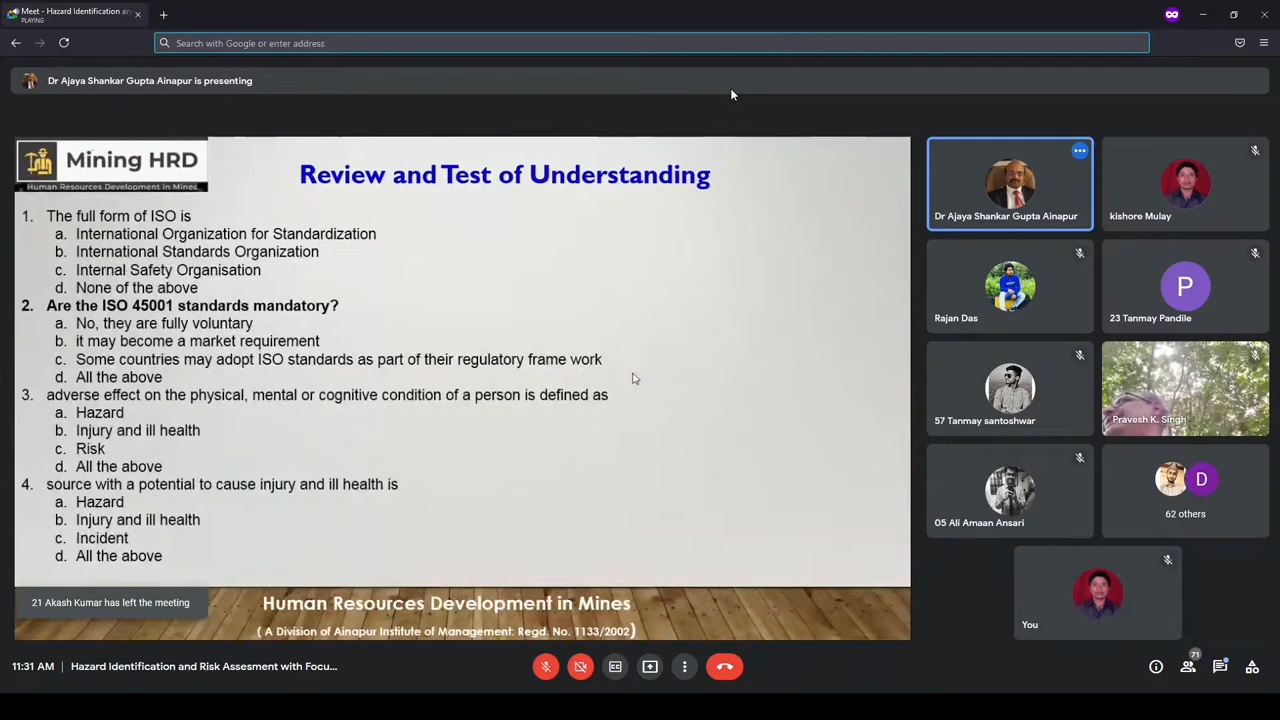 Meet - Hazard Identification an
PLAYING
Search with Google or enter address
Dr Ajaya Shankar Gupta Ainapur is presenting
Mining HRD
Human Resources Development in Mines
Review and Test of Understanding
1. The full form of ISO is
a. International Organization for Standardization
b. International Standards Organization
c. Internal Safety Organisation
d. None of the above
2. Are the ISO 45001 standards mandatory?
a. No, they are fully voluntary
b. it may become a market requirement
c. Some countries may adopt ISO standards as part of their regulatory frame work
d. All the above
3. adverse effect on the physical, mental or cognitive condition of a person is defined as
a. Hazard
b. Injury and ill health
c. Risk
d. All the above
4. source with a potential to cause injury and ill health is
a. Hazard
b. Injury and ill health
c. Incident
d. All the above
21 Akash Kumar has left the meeting
Human Resources Development in Mines
( A Division of Ainapur Institute of Management: Regd. No. 1133/2002)
Dr Ajaya Shankar Gupta Ainapur
kishore Mulay
Rajan Das
P
23 Tanmay Pandile
57 Tanmay santoshwar
Pravesh K. Singh
05 Ali Amaan Ansari
D
62 others
You
11:31 AM | Hazard Identification and Risk Assesment with Focu...
71